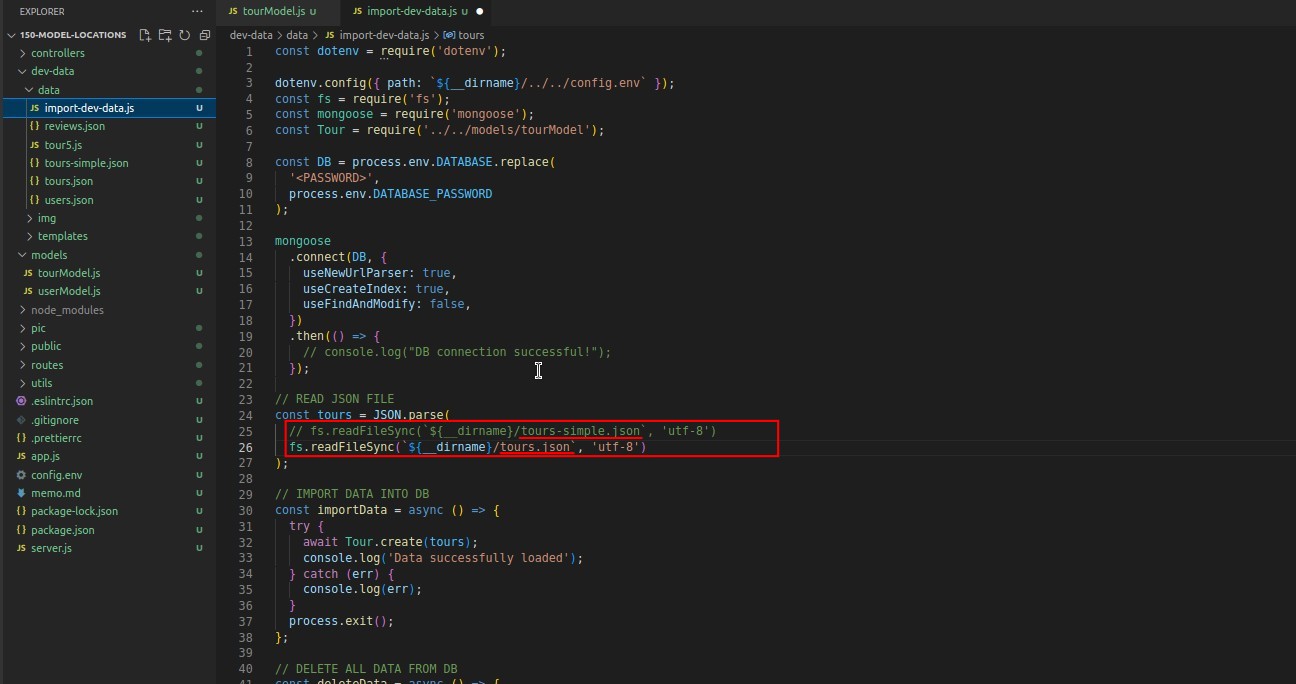 EXPLORER ···
150-MODEL-LOCATIONS
controllers
dev-data
data
JS import-dev-data.js U
{} reviews.json U
JS tour5.js U
{} tours-simple.json U
{} tours.json U
{} users.json U
img
templates
models
JS tourModel.js U
JS userModel.js U
node_modules
pic
public
routes
utils
.eslintrc.json U
.gitignore U
.prettierrc U
JS app.js U
config.env U
memo.md U
{} package-lock.json U
{} package.json U
JS server.js U
JS tourModel.js U JS import-dev-data.js U ●
dev-data > data > JS import-dev-data.js > tours
1 const dotenv = require('dotenv');
2
3 dotenv.config({ path: `${__dirname}/../../config.env` });
4 const fs = require('fs');
5 const mongoose = require('mongoose');
6 const Tour = require('../../models/tourModel');
7
8 const DB = process.env.DATABASE.replace(
9 '<PASSWORD>',
10 process.env.DATABASE_PASSWORD
11 );
12
13 mongoose
14 .connect(DB, {
15 useNewUrlParser: true,
16 useCreateIndex: true,
17 useFindAndModify: false,
18 })
19 .then(() => {
20 // console.log("DB connection successful!");
21 });
22
23 // READ JSON FILE
24 const tours = JSON.parse(
25 // fs.readFileSync(`${__dirname}/tours-simple.json`, 'utf-8')
26 fs.readFileSync(`${__dirname}/tours.json`, 'utf-8')
27 );
28
29 // IMPORT DATA INTO DB
30 const importData = async () => {
31 try {
32 await Tour.create(tours);
33 console.log('Data successfully loaded');
34 } catch (err) {
35 console.log(err);
36 }
37 process.exit();
38 };
39
40 // DELETE ALL DATA FROM DB
41 const deleteData = async () => {